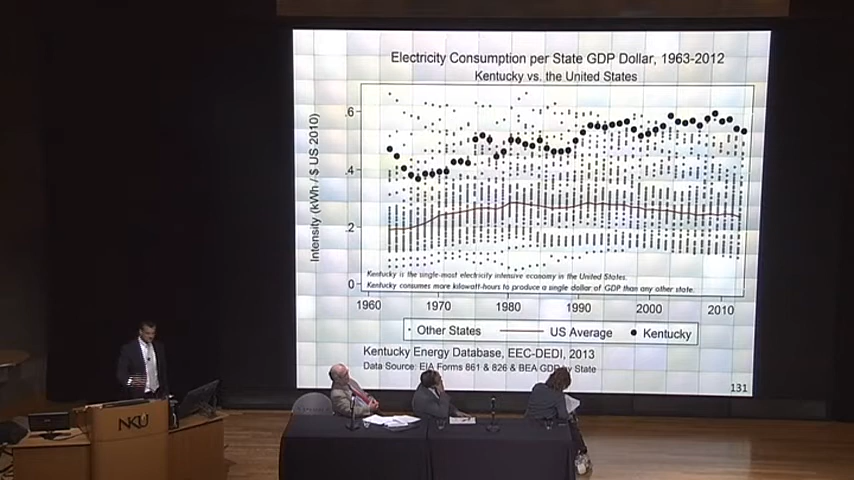 Electricity Consumption per State GDP Dollar, 1963-2012
Kentucky vs. the United States
Intensity (kWh / $ US 2010)
.6
.4
.2
0
Kentucky is the single-most electricity intensive economy in the United States.
Kentucky consumes more kilowatt-hours to produce a single dollar of GDP than any other state.
1960 1970 1980 1990 2000 2010
Other States US Average Kentucky
Kentucky Energy Database, EEC-DEDI, 2013
Data Source: EIA Forms 861 & 826 & BEA GDP by State
131
NKU